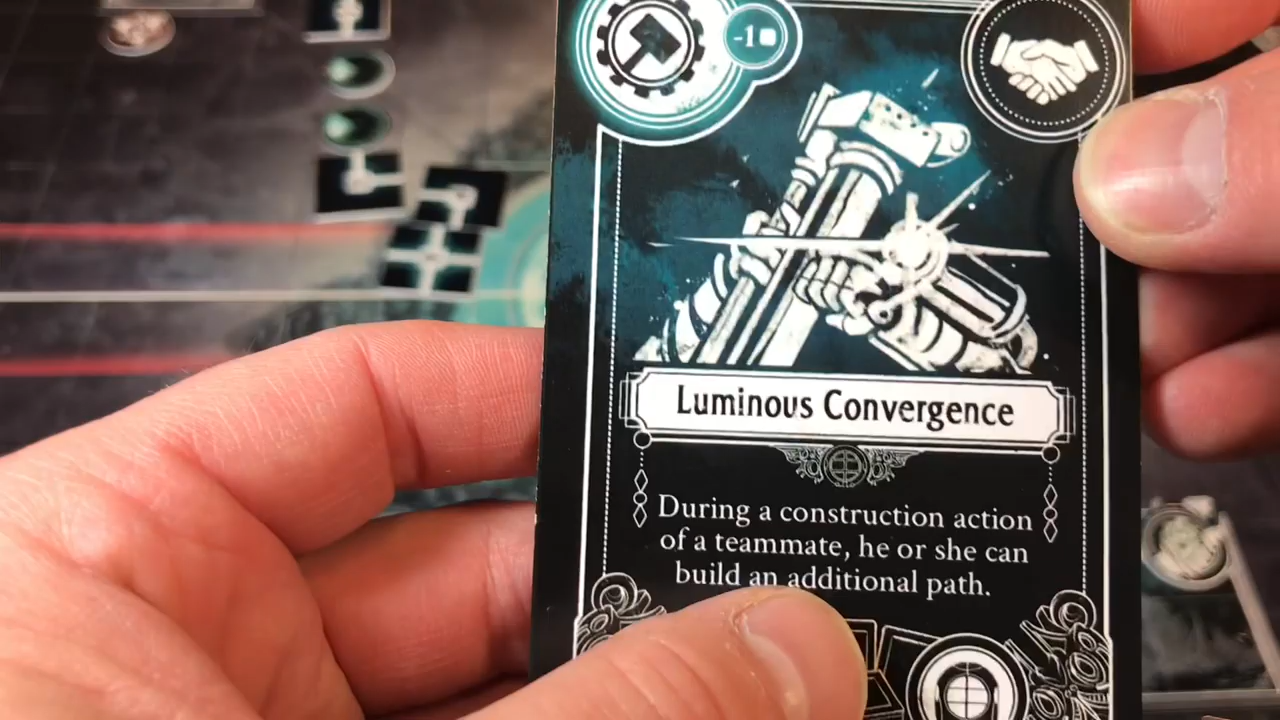 -1
Luminous Convergence
During a construction action
of a teammate, he or she can
build an additional path.